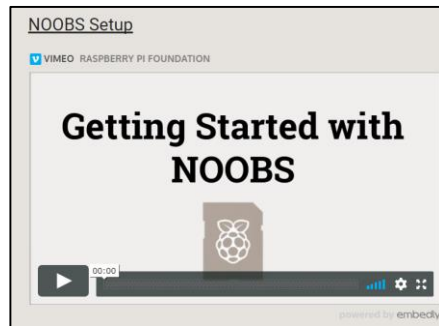 NOOBS Setup
VIMEO RASPBERRY PI FOUNDATION
Getting Started with
NOOBS
00:00
powered by embedly